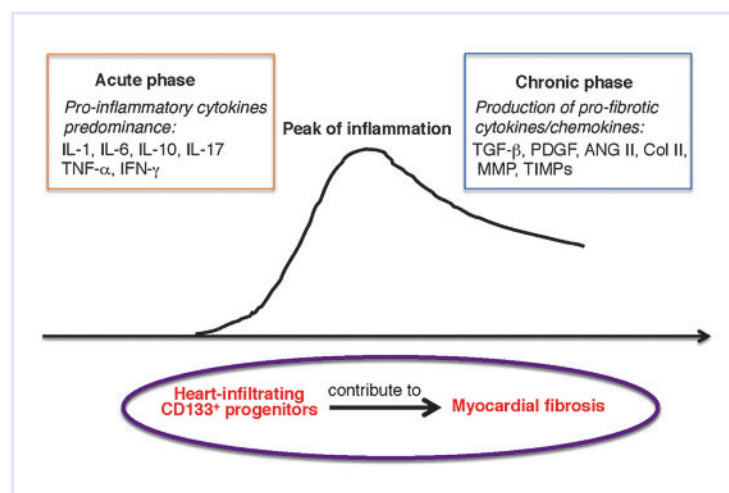 Acute phase
Pro-inflammatory cytokines
predominance:
IL-1, IL-6, IL-10, IL-17
TNF-α, IFN-γ
Peak of inflammation
Chronic phase
Production of pro-fibrotic
cytokines/chemokines:
TGF-β, PDGF, ANG II, Col II,
MMP, TIMPs
Heart-infiltrating
CD133⁺ progenitors
contribute to
Myocardial fibrosis